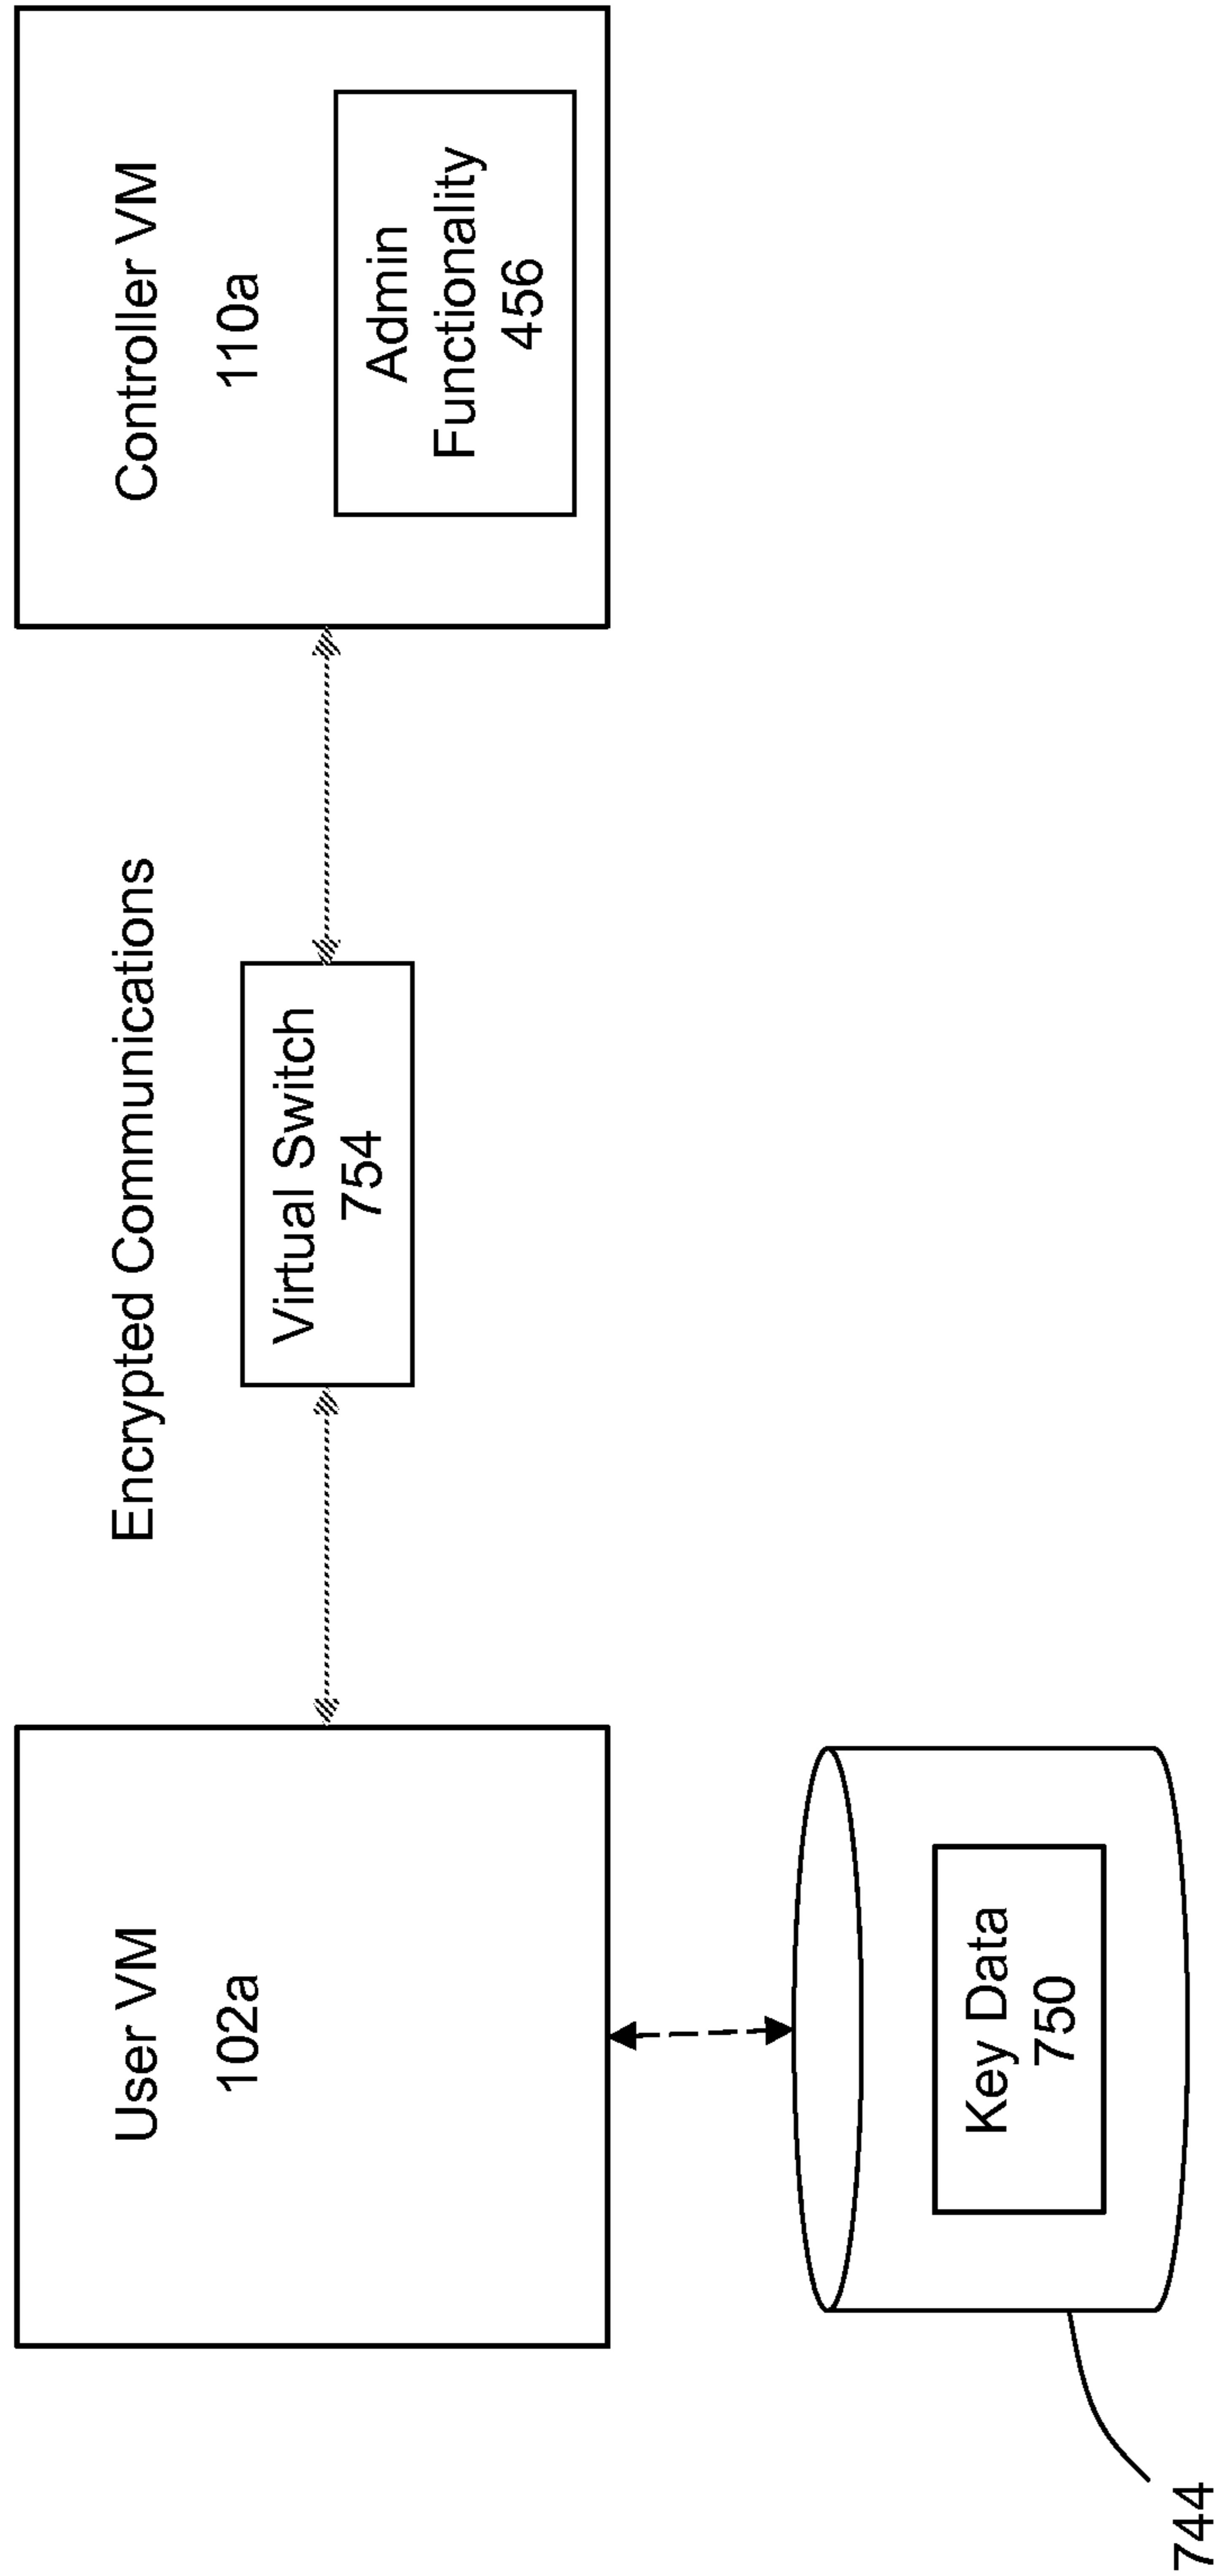 Encrypted Communications
User VM
102a
Virtual Switch
754
Controller VM
110a
Admin
Functionality
456
Key Data
750
744